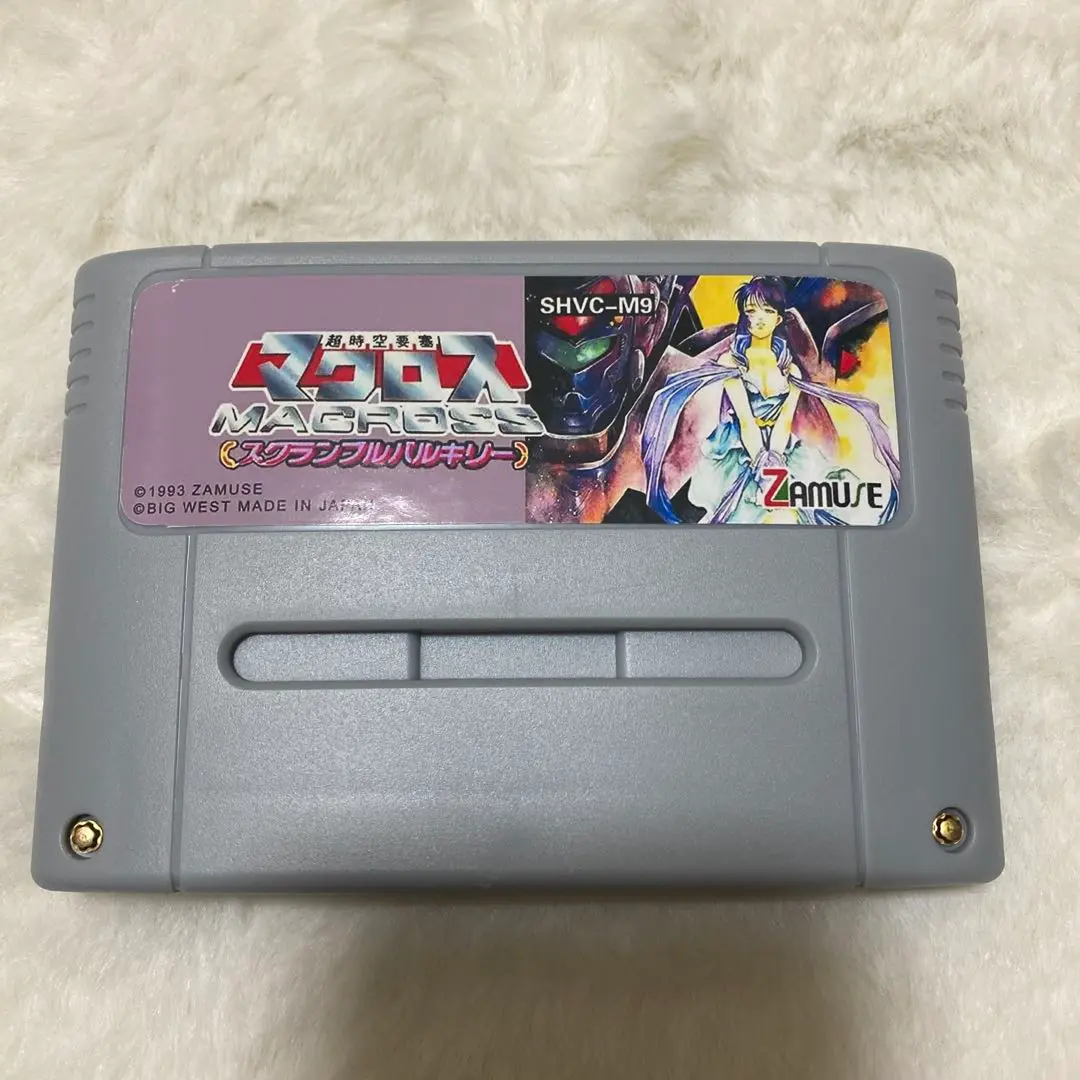 超時空要塞
マクロス
MACROSS
スクランブルバルキリー
©1993 ZAMUSE
©BIG WEST MADE IN JAPAN
SHVC-M9
ZAMUSE